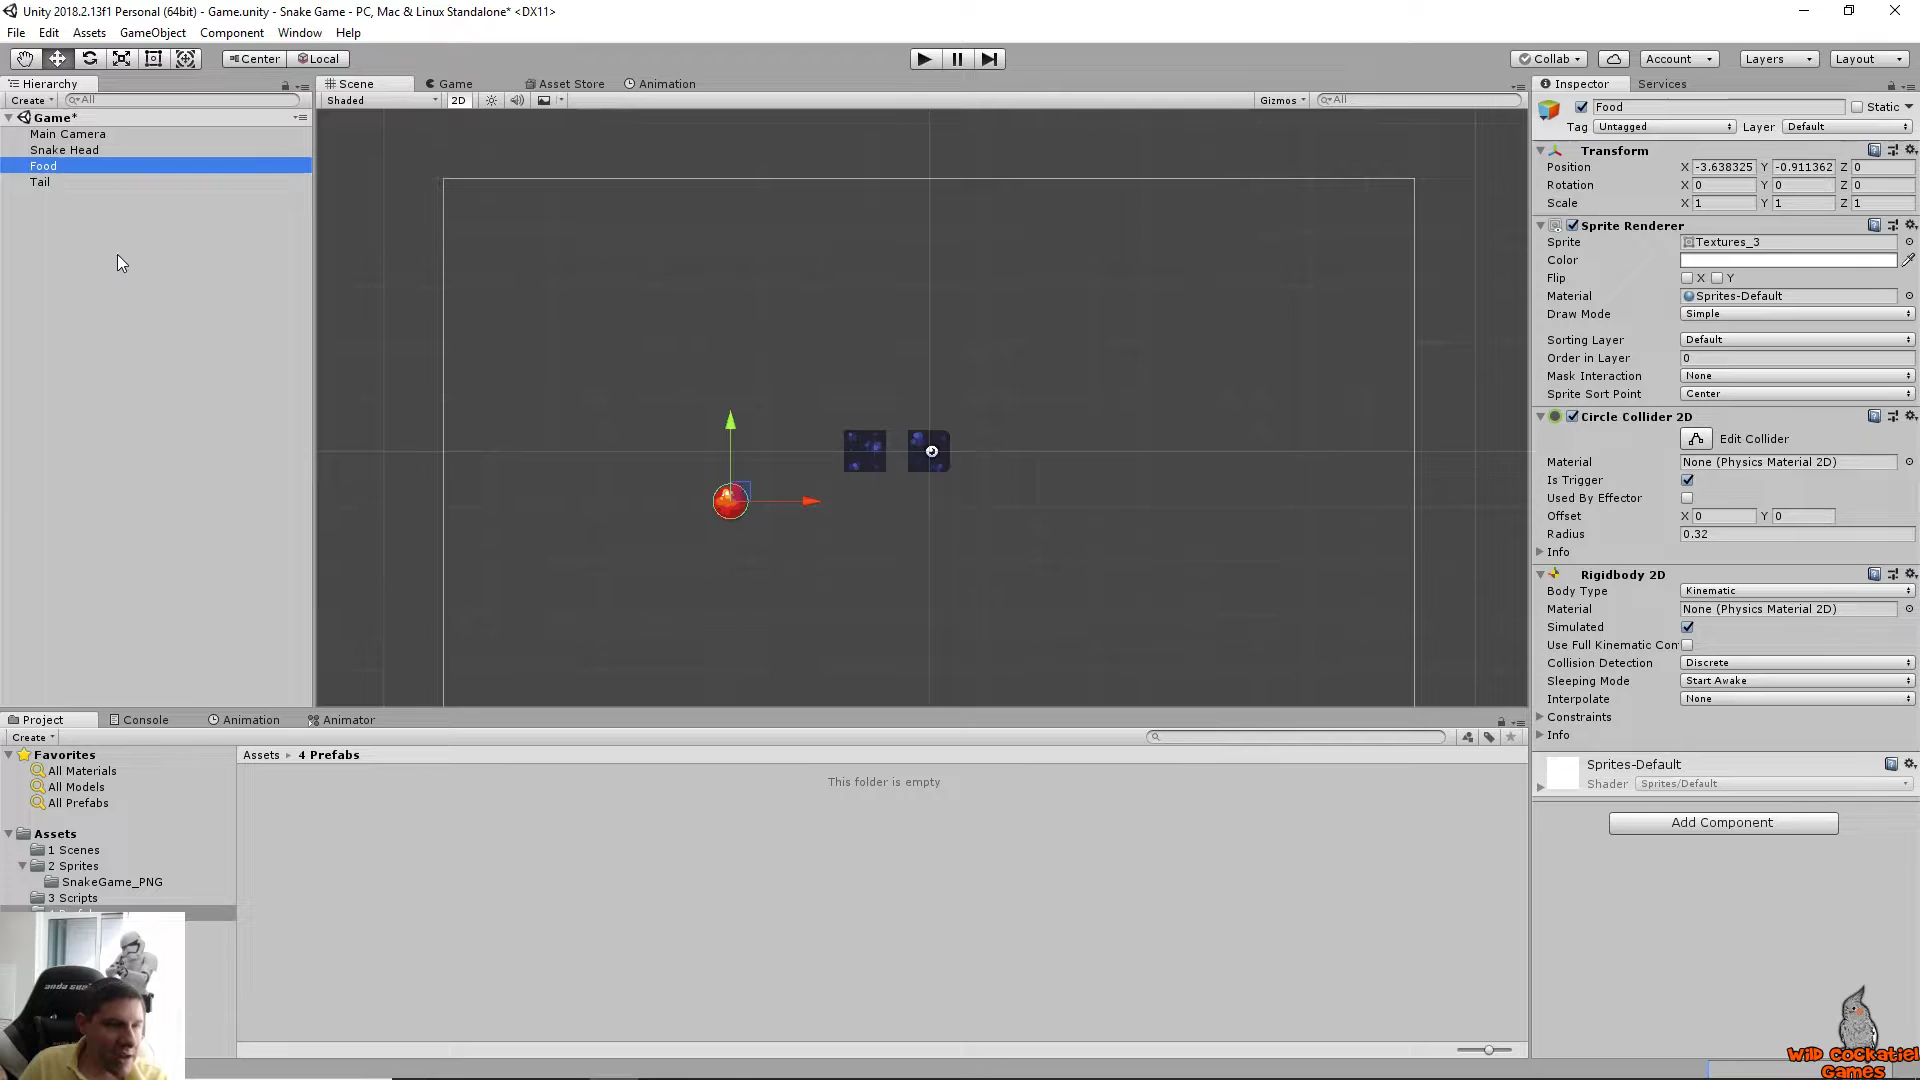 Unity 2018.2.13f1 Personal (64bit) - Game.unity - Snake Game - PC, Mac & Linux Standalone* <DX11>
File Edit Assets GameObject Component Window Help
Center Local Collab Account Layers Layout
Hierarchy Scene Game Asset Store Animation Inspector Services
Create All Shaded 2D Gizmos All
Food Static
Game*
Main Camera
Snake Head
Food
Tail
Tag Untagged Layer Default
Transform
Position X -3.638325 Y -0.911362 Z 0
Rotation X 0 Y 0 Z 0
Scale X 1 Y 1 Z 1
Sprite Renderer
Sprite Textures_3
Color
Flip X Y
Material Sprites-Default
Draw Mode Simple
Sorting Layer Default
Order in Layer 0
Mask Interaction None
Sprite Sort Point Center
Circle Collider 2D
Edit Collider
Material None (Physics Material 2D)
Is Trigger
Used By Effector
Offset X 0 Y 0
Radius 0.32
Info
Rigidbody 2D
Body Type Kinematic
Material None (Physics Material 2D)
Simulated
Use Full Kinematic Con
Collision Detection Discrete
Sleeping Mode Start Awake
Interpolate None
Constraints
Info
Sprites-Default
Shader Sprites/Default
Add Component
Project Console Animation Animator
Create
Favorites
All Materials
All Models
All Prefabs
Assets
1 Scenes
2 Sprites
SnakeGame_PNG
3 Scripts
Assets 4 Prefabs
This folder is empty
Wild Cockatiel
Games